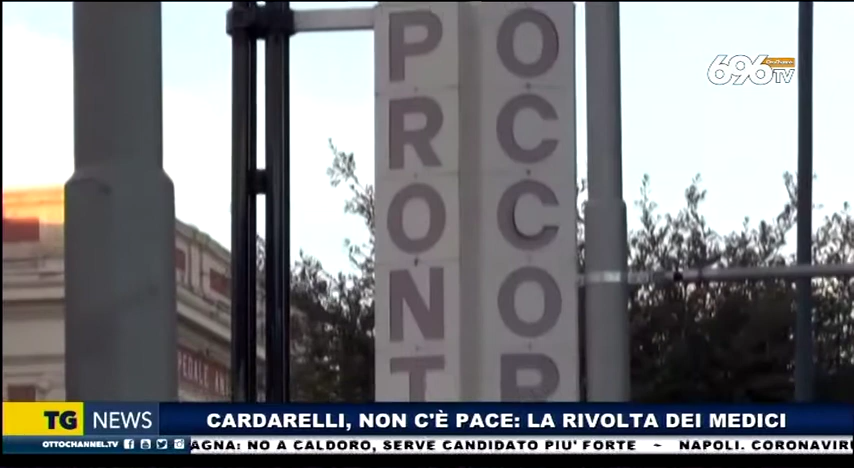 PRONT
OCCOR
696
TV
PEDALE
TG NEWS
CARDARELLI, NON C'È PACE: LA RIVOLTA DEI MEDICI
OTTOCHANNEL.TV
AGNA: NO A CALDORO, SERVE CANDIDATO PIU' FORTE ~ NAPOLI. CORONAVIRU